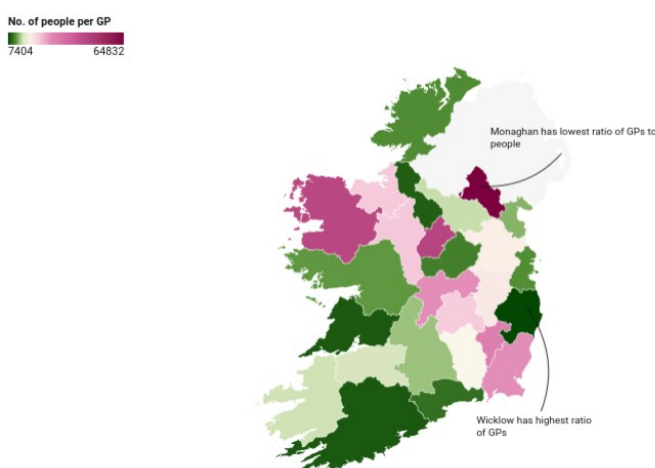 No. of people per GP
7404 64832
Monaghan has lowest ratio of GPs to
people
Wicklow has highest ratio
of GPs